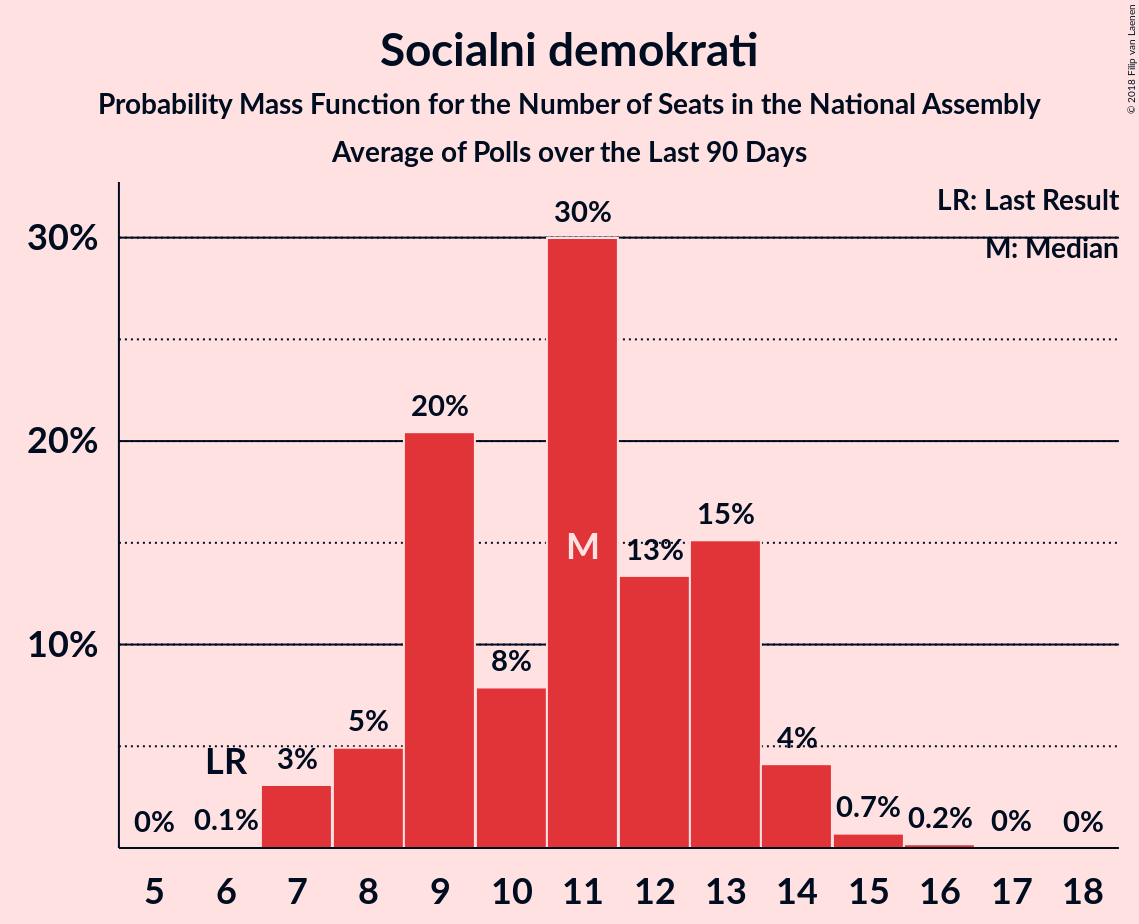 Socialni demokrati
Probability Mass Function for the Number of Seats in the National Assembly
Average of Polls over the Last 90 Days
© 2018 Filip van Laenen
LR: Last Result
M: Median
30%
20%
10%
0%
0.1%
LR
3%
5%
20%
8%
30%
M
13%
15%
4%
0.7%
0.2%
0%
0%
5 6 7 8 9 10 11 12 13 14 15 16 17 18